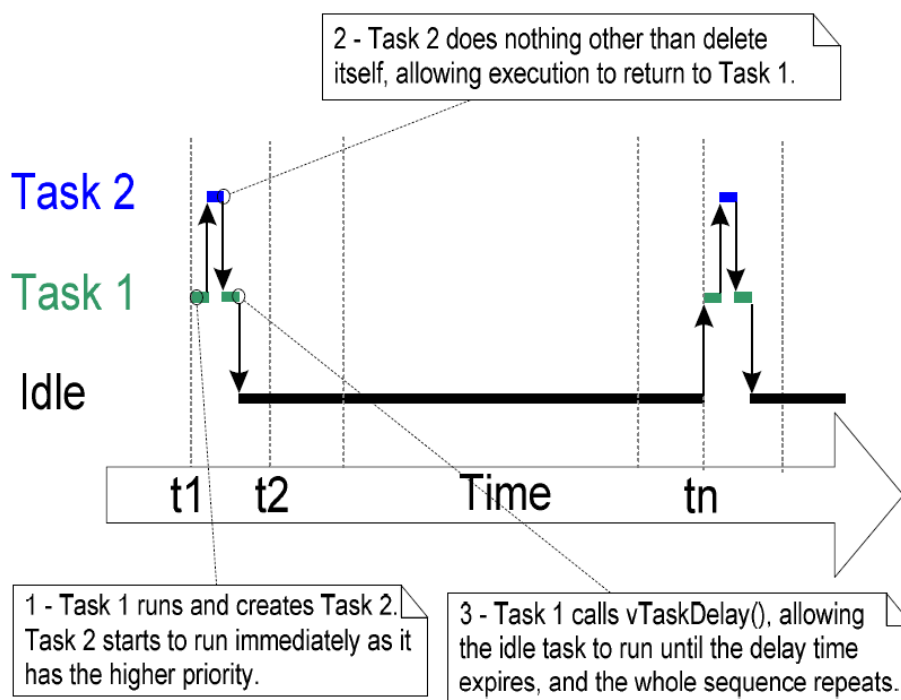 2 - Task 2 does nothing other than delete
itself, allowing execution to return to Task 1.
Task 2
Task 1
Idle
t1
t2
Time
tn
1 - Task 1 runs and creates Task 2.
Task 2 starts to run immediately as it
has the higher priority.
3 - Task 1 calls vTaskDelay(), allowing
the idle task to run until the delay time
expires, and the whole sequence repeats.